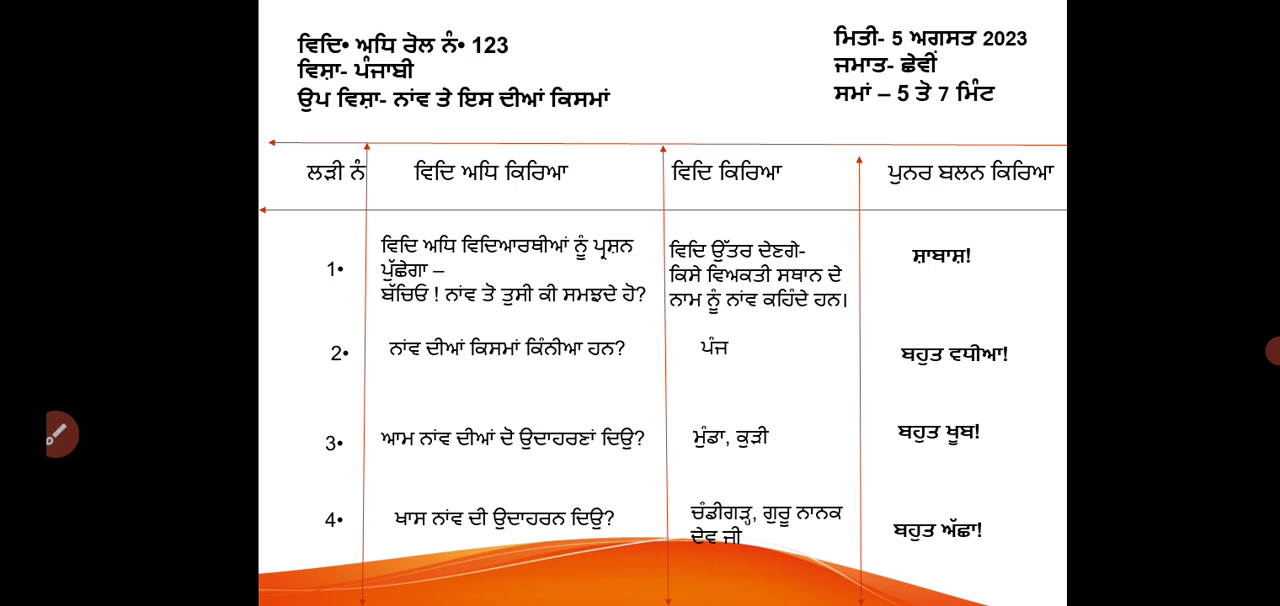 ਵਿਦਿ• ਅਧਿ ਰੋਲ ਨੰ• 123
ਵਿਸ਼ਾ- ਪੰਜਾਬੀ
ਉਪ ਵਿਸ਼ਾ- ਨਾਂਵ ਤੇ ਇਸ ਦੀਆਂ ਕਿਸਮਾਂ
ਮਿਤੀ- 5 ਅਗਸਤ 2023
ਜਮਾਤ- ਛੇਵੀਂ
ਸਮਾਂ – 5 ਤੋ 7 ਮਿੰਟ
ਲੜੀ ਨੰ ਵਿਦਿ ਅਧਿ ਕਿਰਿਆ ਵਿਦਿ ਕਿਰਿਆ ਪੁਨਰ ਬਲਨ ਕਿਰਿਆ
1•
ਵਿਦਿ ਅਧਿ ਵਿਦਿਆਰਥੀਆਂ ਨੂੰ ਪ੍ਰਸ਼ਨ
ਪੁੱਛੇਗਾ –
ਬੱਚਿਓ ! ਨਾਂਵ ਤੋ ਤੁਸੀ ਕੀ ਸਮਝਦੇ ਹੋ?
ਵਿਦਿ ਉੱਤਰ ਦੇਣਗੇ-
ਕਿਸੇ ਵਿਅਕਤੀ ਸਥਾਨ ਦੇ
ਨਾਮ ਨੂੰ ਨਾਂਵ ਕਹਿੰਦੇ ਹਨ।
ਸ਼ਾਬਾਸ਼!
2• ਨਾਂਵ ਦੀਆਂ ਕਿਸਮਾਂ ਕਿੰਨੀਆ ਹਨ? ਪੰਜ ਬਹੁਤ ਵਧੀਆ!
3• ਆਮ ਨਾਂਵ ਦੀਆਂ ਦੋ ਉਦਾਹਰਣਾਂ ਦਿਉ? ਮੁੰਡਾ, ਕੁੜੀ ਬਹੁਤ ਖੂਬ!
4• ਖਾਸ ਨਾਂਵ ਦੀ ਉਦਾਹਰਨ ਦਿਉ?
ਚੰਡੀਗੜ੍ਹ, ਗੁਰੂ ਨਾਨਕ
ਦੇਵ ਜੀ
ਬਹੁਤ ਅੱਛਾ!